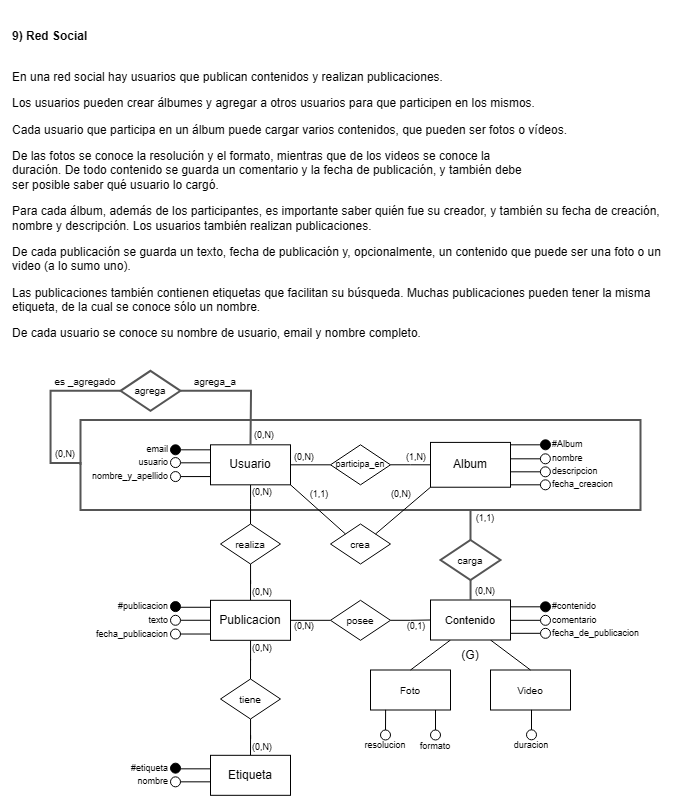 9) Red Social
En una red social hay usuarios que publican contenidos y realizan publicaciones.
Los usuarios pueden crear álbumes y agregar a otros usuarios para que participen en los mismos.
Cada usuario que participa en un álbum puede cargar varios contenidos, que pueden ser fotos o vídeos.
De las fotos se conoce la resolución y el formato, mientras que de los videos se conoce la
duración. De todo contenido se guarda un comentario y la fecha de publicación, y también debe
ser posible saber qué usuario lo cargó.
Para cada álbum, además de los participantes, es importante saber quién fue su creador, y también su fecha de creación,
nombre y descripción. Los usuarios también realizan publicaciones.
De cada publicación se guarda un texto, fecha de publicación y, opcionalmente, un contenido que puede ser una foto o un
video (a lo sumo uno).
Las publicaciones también contienen etiquetas que facilitan su búsqueda. Muchas publicaciones pueden tener la misma
etiqueta, de la cual se conoce sólo un nombre.
De cada usuario se conoce su nombre de usuario, email y nombre completo.
es_agregado
agrega
agrega_a
(0,N)
(0,N)
email
usuario
nombre_y_apellido
Usuario
(0,N)
participa_en
(1,N)
Album
#Album
nombre
descripcion
fecha_creacion
(0,N)
(1,1)
(0,N)
(1,1)
realiza
crea
carga
(0,N)
(0,N)
#publicacion
texto
fecha_publicacion
Publicacion
(0,N)
posee
(0,1)
Contenido
#contenido
comentario
fecha_de_publicacion
(0,N)
(G)
tiene
Foto
Video
resolucion
formato
duracion
(0,N)
#etiqueta
nombre
Etiqueta